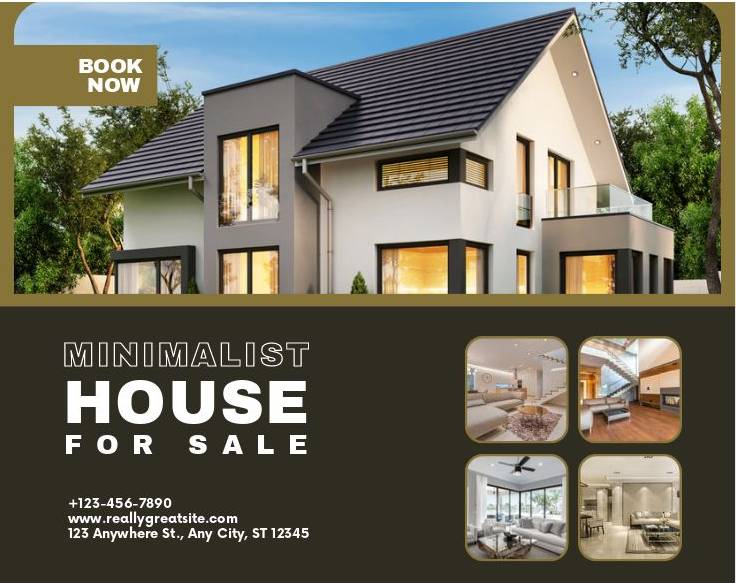 BOOK
NOW
MINIMALIST
HOUSE
FOR SALE
+123-456-7890
www.reallygreatsite.com
123 Anywhere St., Any City, ST 12345